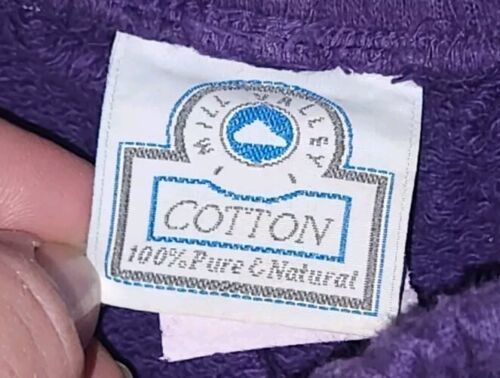 MILL VALLEY
COTTON
100% Pure & Natural